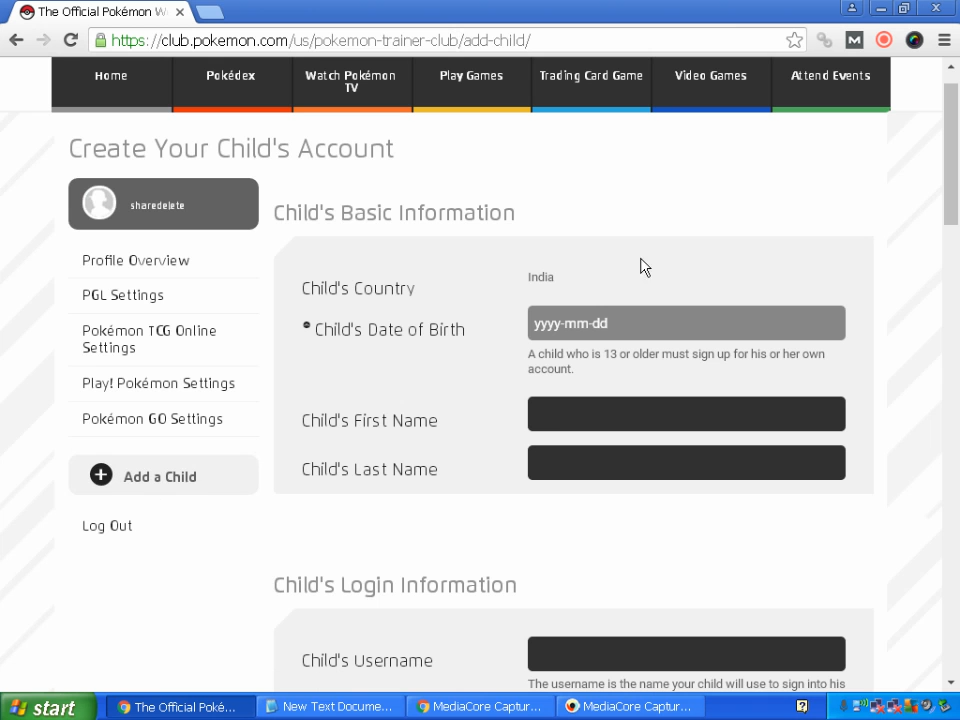 The Official Pokémon W
https://club.pokemon.com/us/pokemon-trainer-club/add-child/
Home
Pokédex
Watch Pokémon
TV
Play Games
Trading Card Game
Video Games
Attend Events
Create Your Child's Account
sharedelete
Profile Overview
PGL Settings
Pokémon TCG Online
Settings
Play! Pokémon Settings
Pokémon GO Settings
Add a Child
Log Out
Child's Basic Information
Child's Country
India
Child's Date of Birth
yyyy-mm-dd
A child who is 13 or older must sign up for his or her own
account.
Child's First Name
Child's Last Name
Child's Login Information
Child's Username
The username is the name your child will use to sign into his
start
The Official Poké...
New Text Docume...
MediaCore Captur...
MediaCore Captur...